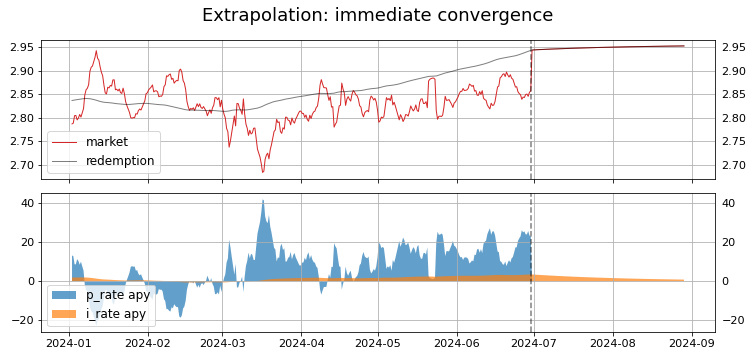 Extrapolation: immediate convergence
2.95 2.95
2.90 2.90
2.85 2.85
2.80 2.80
2.75 2.75
2.70 2.70
market
redemption
40 40
20 20
0 0
−20 −20
p_rate apy
i_rate apy
2024-01 2024-02 2024-03 2024-04 2024-05 2024-06 2024-07 2024-08 2024-09